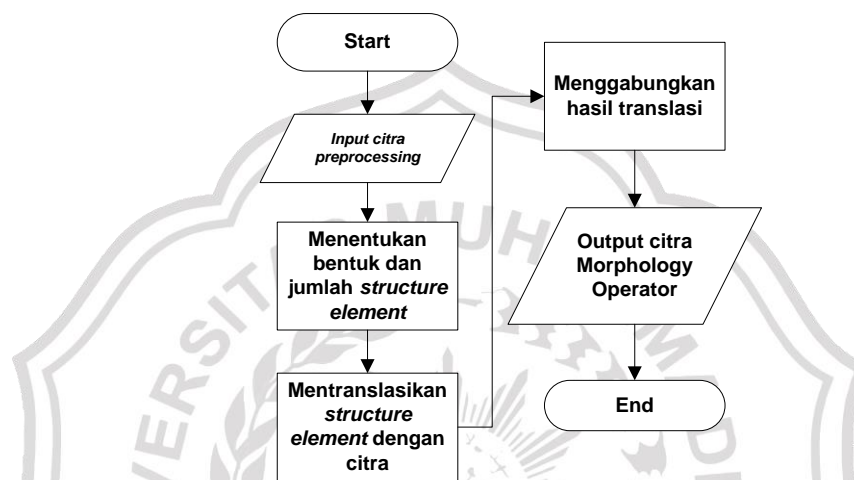 Start
Input citra
preprocessing
Menentukan
bentuk dan
jumlah structure
element
Mentranslasikan
structure
element dengan
citra
Menggabungkan
hasil translasi
Output citra
Morphology
Operator
End